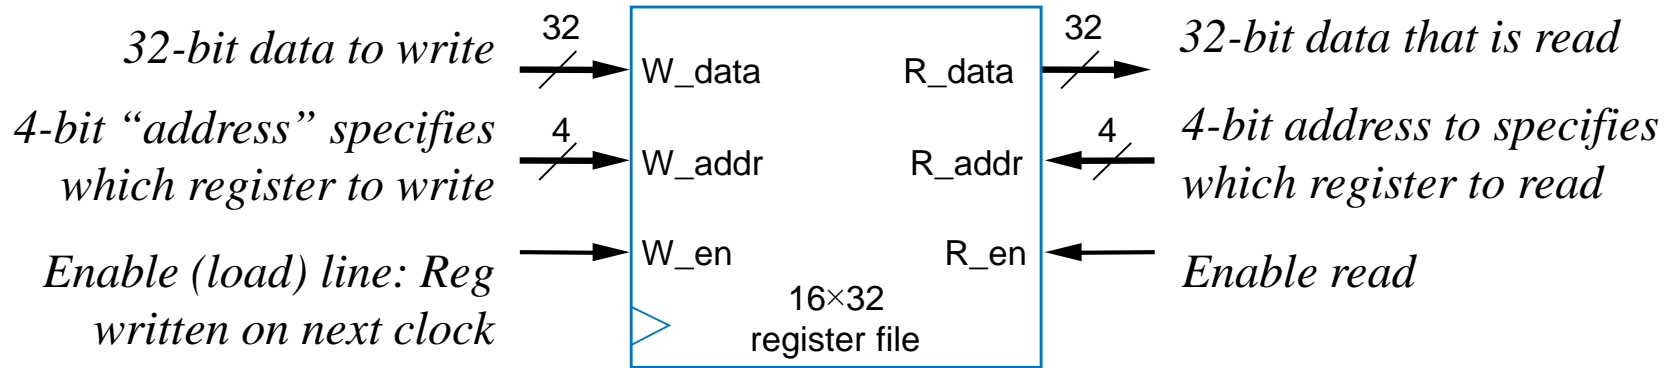 32-bit data to write
4-bit “address” specifies
which register to write
Enable (load) line: Reg
written on next clock
32
4
W_data
W_addr
W_en
R_data
R_addr
R_en
16×32
register file
32
4
32-bit data that is read
4-bit address to specifies
which register to read
Enable read